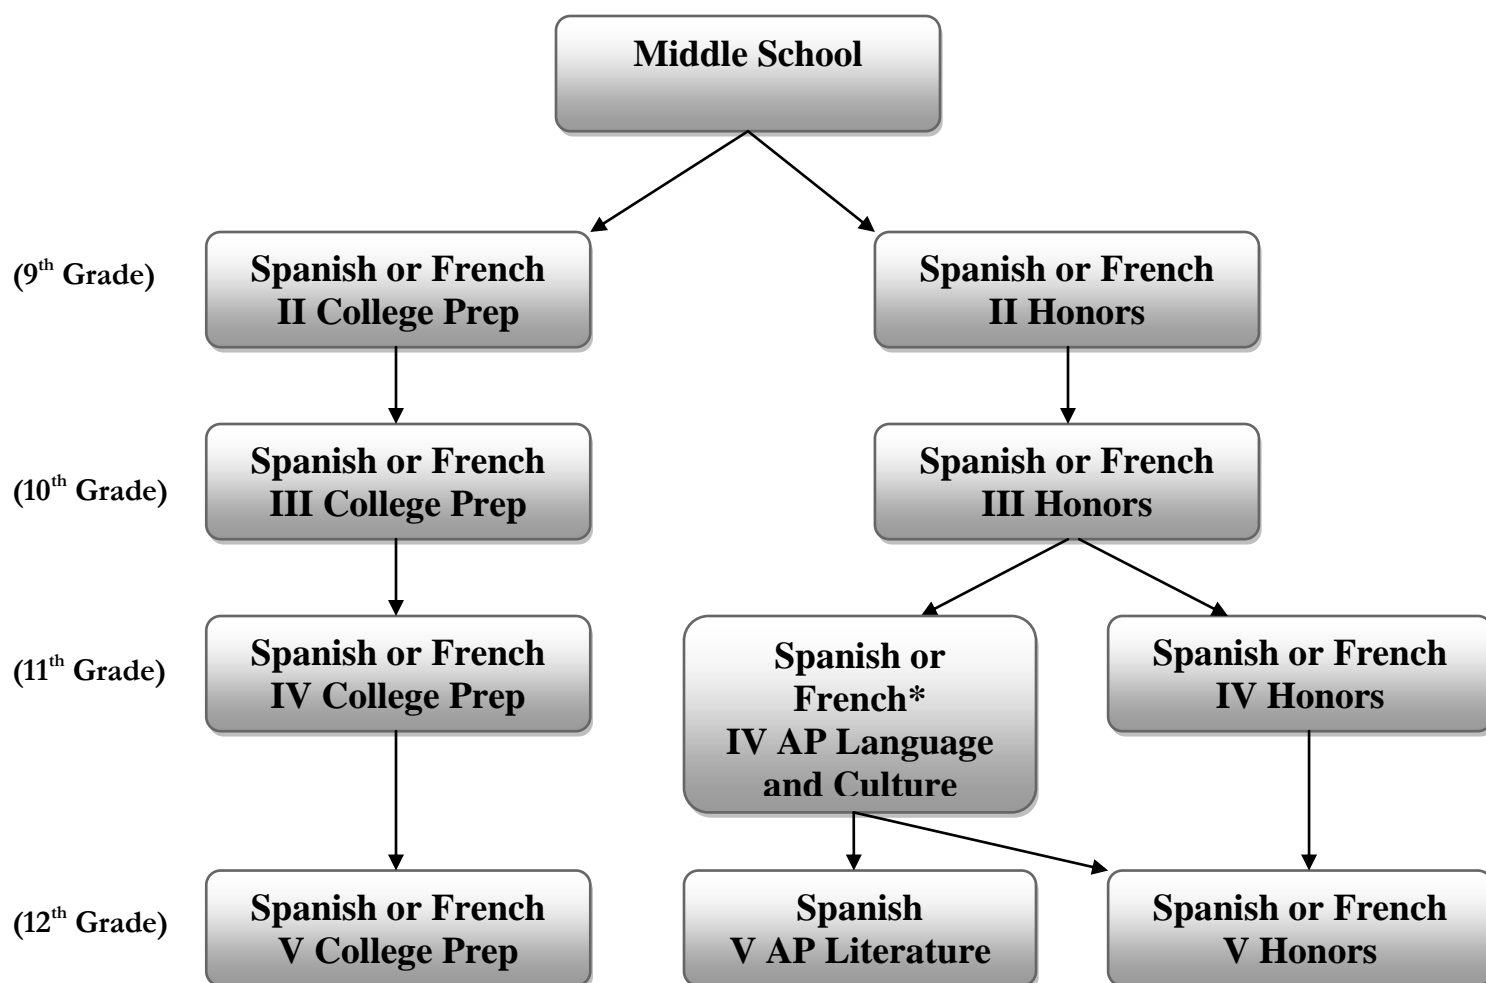 Middle School
(9th Grade)
Spanish or French
II College Prep
Spanish or French
II Honors
(10th Grade)
Spanish or French
III College Prep
Spanish or French
III Honors
(11th Grade)
Spanish or French
IV College Prep
Spanish or
French*
IV AP Language
and Culture
Spanish or French
IV Honors
(12th Grade)
Spanish or French
V College Prep
Spanish
V AP Literature
Spanish or French
V Honors